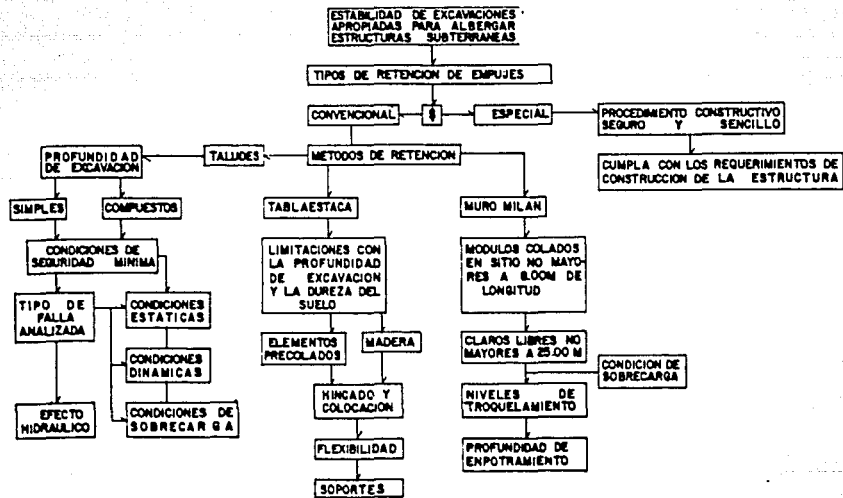 ESTABILIDAD DE EXCAVACIONES
APROPIADAS PARA ALBERGAR
ESTRUCTURAS SUBTERRANEAS
TIPOS DE RETENCION DE EMPUJES
CONVENCIONAL
$
ESPECIAL
PROCEDIMIENTO CONSTRUCTIVO
SEGURO Y SENCILLO
CUMPLA CON LOS REQUERIMIENTOS DE
CONSTRUCCION DE LA ESTRUCTURA
PROFUNDIDAD
DE EXCAVACION
TALUDES
METODOS DE RETENCION
SIMPLES
COMPUESTOS
TABLAESTACA
MURO MILAN
CONDICIONES DE
SEGURIDAD MINIMA
LIMITACIONES CON
LA PROFUNDIDAD
DE EXCAVACION
Y LA DUREZA DEL
SUELO
MODULOS COLADOS
EN SITIO NO MAYO-
RES A 8.00M DE
LONGITUD
TIPO DE
FALLA
ANALIZADA
CONDICIONES
ESTÁTICAS
ELEMENTOS
PRECOLADOS
MADERA
CLAROS LIBRES NO
MAYORES A 25.00 M
CONDICIONES
DINAMICAS
CONDICION DE
SOBRECARGA
HINCADO Y
COLOCACION
NIVELES DE
TROQUELAMIENTO
EFECTO
HIDRAULICO
CONDICIONES DE
SOBRECARGA
FLEXIBILIDAD
PROFUNDIDAD DE
ENPOTRAMIENTO
SOPORTES